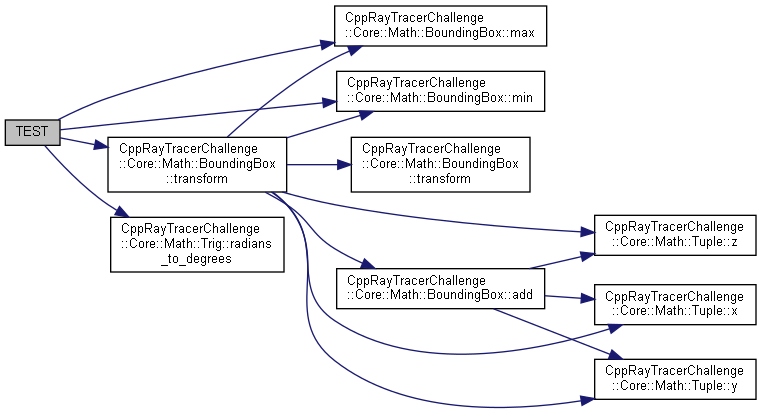 TEST
CppRayTracerChallenge
::Core::Math::BoundingBox::max
CppRayTracerChallenge
::Core::Math::BoundingBox::min
CppRayTracerChallenge
::Core::Math::BoundingBox
::transform
CppRayTracerChallenge
::Core::Math::BoundingBox
::transform
CppRayTracerChallenge
::Core::Math::Trig::radians
_to_degrees
CppRayTracerChallenge
::Core::Math::BoundingBox::add
CppRayTracerChallenge
::Core::Math::Tuple::z
CppRayTracerChallenge
::Core::Math::Tuple::x
CppRayTracerChallenge
::Core::Math::Tuple::y